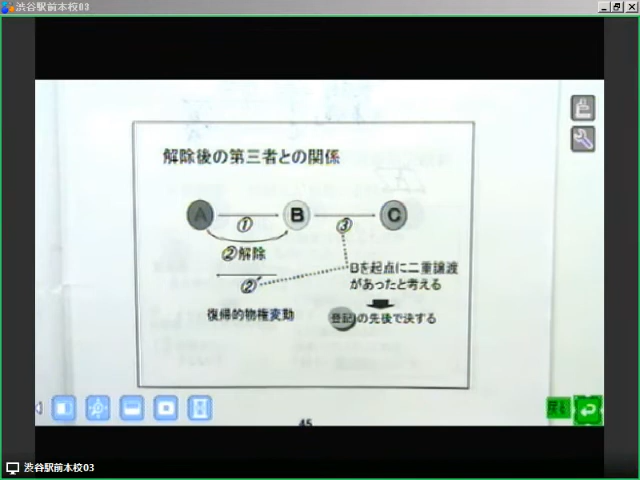 渋谷駅前本校03
解除後の第三者との関係
A
B
C
①
③
②解除
②´
Bを起点に二重譲渡
があったと考える
復帰的物権変動
登記の先後で決する
戻る
45
渋谷駅前本校03